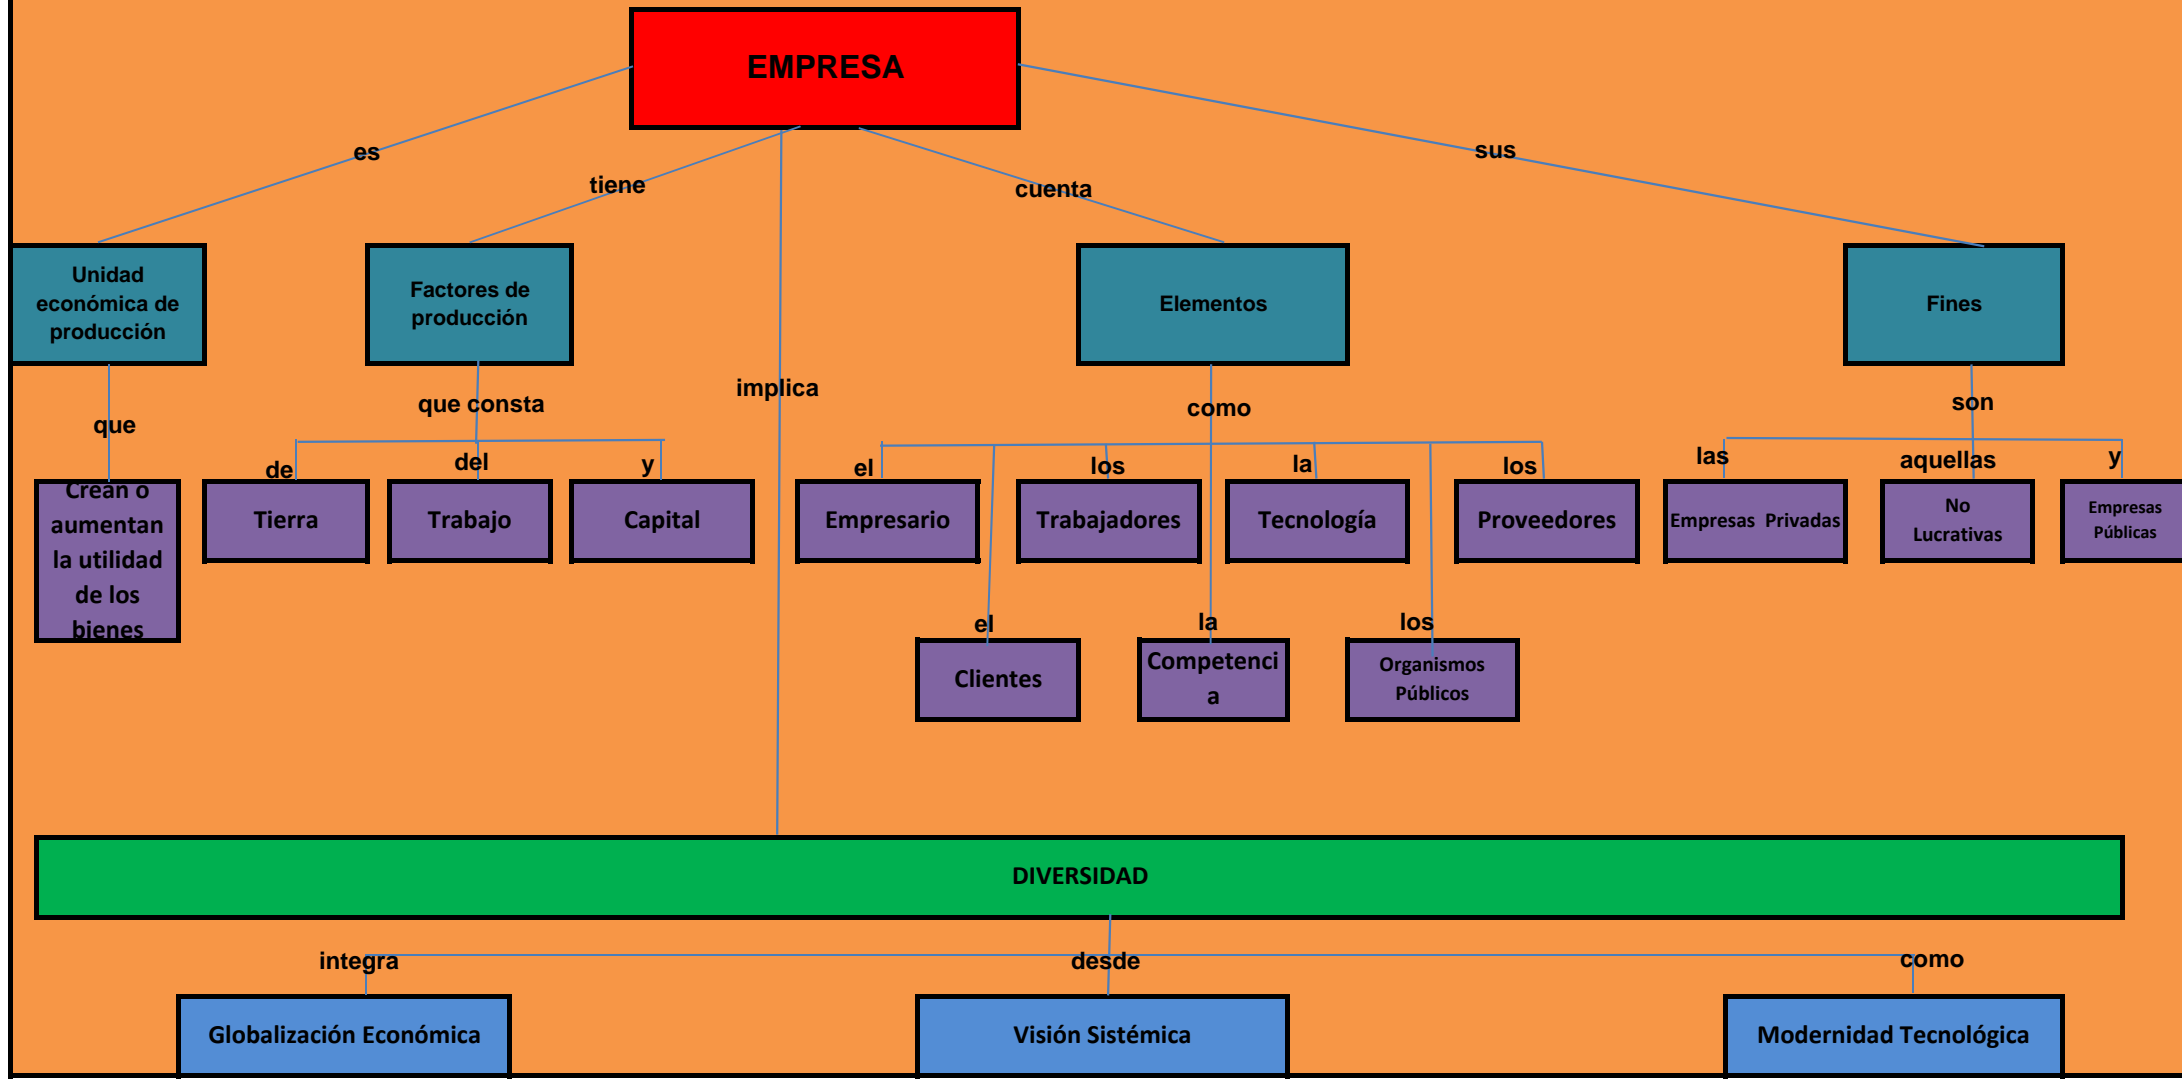 EMPRESA
es
sus
tiene
cuenta
Unidad
económica de
producción
Factores de
producción
Elementos
Fines
implica
que consta
como
son
que
de
del
y
el
los
la
los
las
aquellas
y
Crean o
aumentan
la utilidad
de los
bienes
Tierra
Trabajo
Capital
Empresario
Trabajadores
Tecnología
Proveedores
Empresas Privadas
No
Lucrativas
Empresas
Públicas
el
la
los
Clientes
Competenci
a
Organismos
Públicos
DIVERSIDAD
integra
desde
como
Globalización Económica
Visión Sistémica
Modernidad Tecnológica